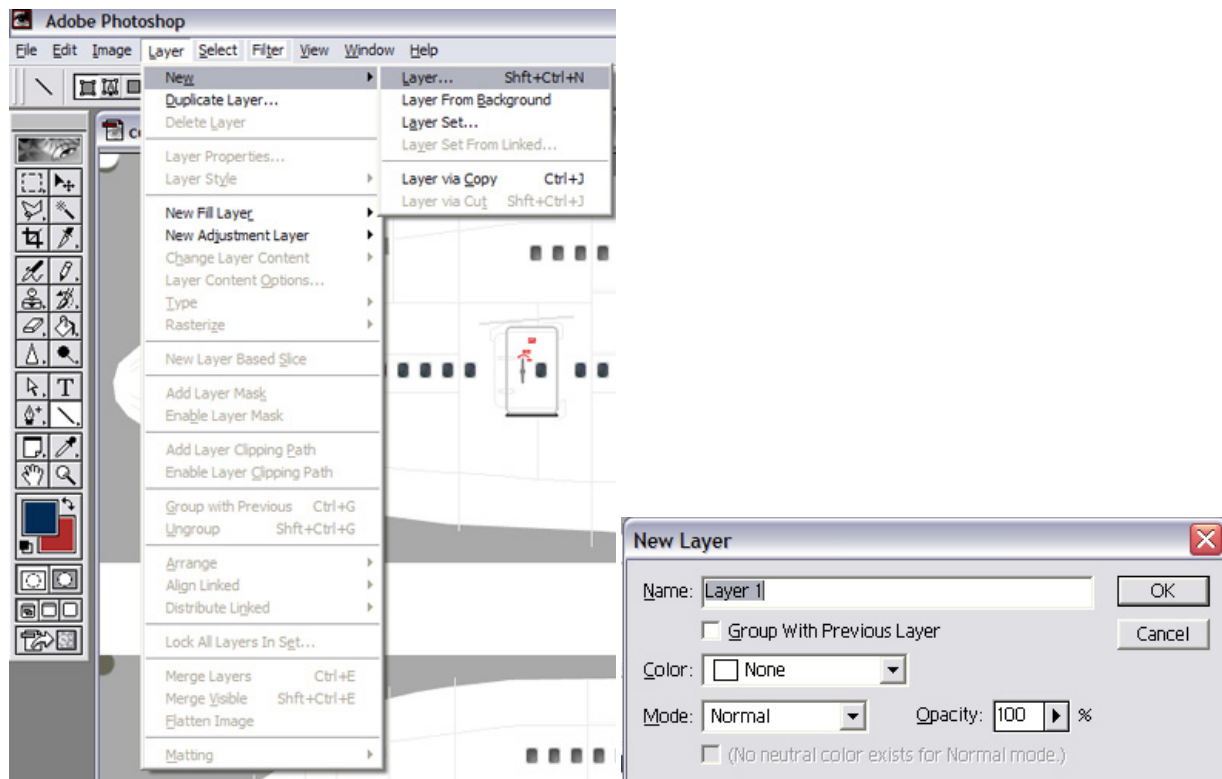 Adobe Photoshop
File Edit Image Layer Select Filter View Window Help
New
Duplicate Layer...
Delete Layer
Layer Properties...
Layer Style
New Fill Layer
New Adjustment Layer
Change Layer Content
Layer Content Options...
Type
Rasterize
New Layer Based Slice
Add Layer Mask
Enable Layer Mask
Add Layer Clipping Path
Enable Layer Clipping Path
Group with Previous Ctrl+G
Ungroup Shft+Ctrl+G
Arrange
Align Linked
Distribute Linked
Lock All Layers In Set...
Merge Layers Ctrl+E
Merge Visible Shft+Ctrl+E
Flatten Image
Matting
Layer... Shft+Ctrl+N
Layer From Background
Layer Set...
Layer Set From Linked...
Layer via Copy Ctrl+J
Layer via Cut Shft+Ctrl+J
T
New Layer
Name: Layer 1
OK
Group With Previous Layer
Cancel
Color: None
Mode: Normal Opacity: 100 %
(No neutral color exists for Normal mode.)